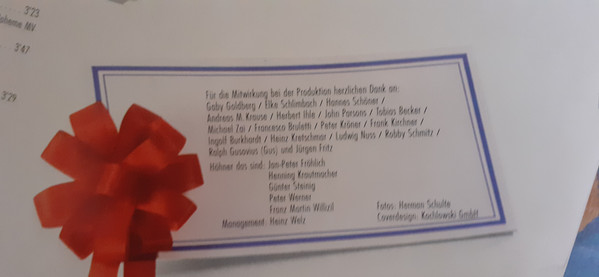 3'23
3'47
3'29
Für die Mitwirkung bei der Produktion herzlichen Dank an:
Gaby Goldberg / Elke Schlimbach / Hannes Schöner /
Andreas M. Krause / Herbert Ihle / John Parsons / Tobias Becker /
Michael Zai / Francesco Bruletti / Peter Kröner / Frank Kirchner /
Ingolf Burkhardt / Heinz Kretschmar / Ludwig Nuss / Robby Schmitz /
Ralph Gusovius (Gus) und Jürgen Fritz
Höhner das sind: Jan-Peter Fröhlich
Henning Krautmacher
Günter Steinig
Peter Werner
Franz Martin Willizil
Management: Heinz Welz
Fotos: Herman Schulte
Coverdesign: Kochlowski GmbH